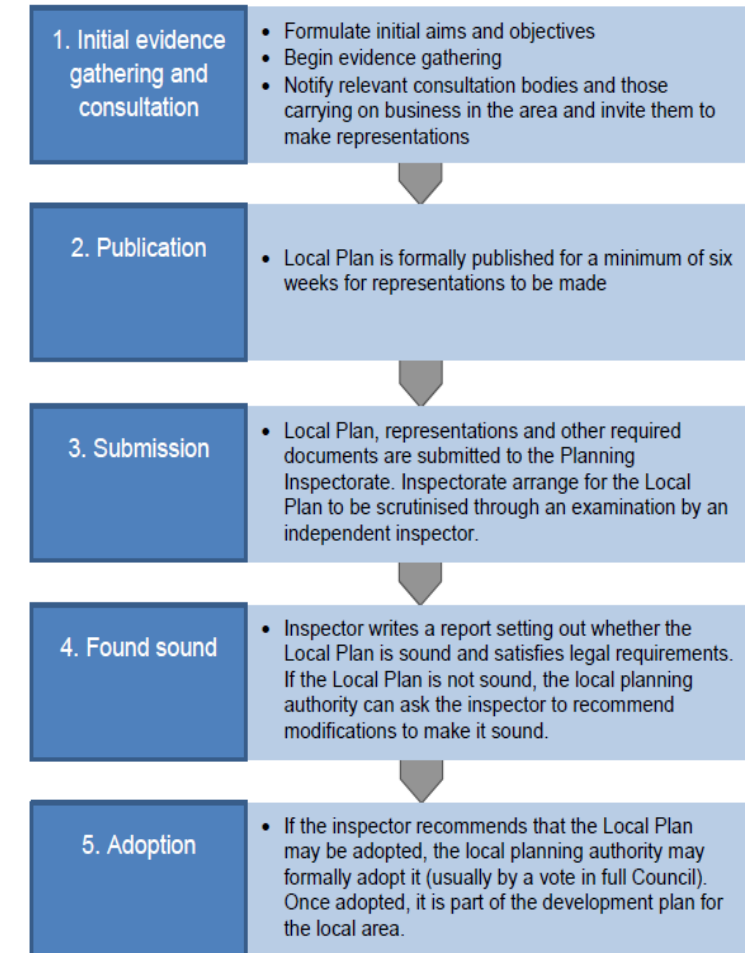 1. Initial evidence
gathering and
consultation
• Formulate initial aims and objectives
• Begin evidence gathering
• Notify relevant consultation bodies and those
carrying on business in the area and invite them to
make representations
2. Publication
• Local Plan is formally published for a minimum of six
weeks for representations to be made
3. Submission
• Local Plan, representations and other required
documents are submitted to the Planning
Inspectorate. Inspectorate arrange for the Local
Plan to be scrutinised through an examination by an
independent inspector.
4. Found sound
• Inspector writes a report setting out whether the
Local Plan is sound and satisfies legal requirements.
If the Local Plan is not sound, the local planning
authority can ask the inspector to recommend
modifications to make it sound.
5. Adoption
• If the inspector recommends that the Local Plan
may be adopted, the local planning authority may
formally adopt it (usually by a vote in full Council).
Once adopted, it is part of the development plan for
the local area.